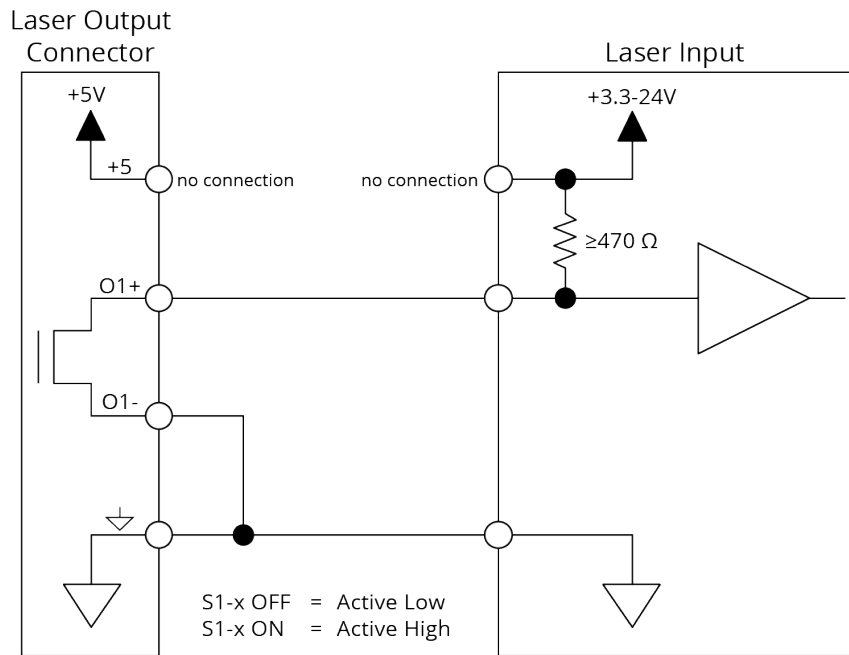 Laser Output
Connector
Laser Input
+5V
+3.3-24V
+5
no connection
no connection
≥470 Ω
O1+
O1-
S1-x OFF = Active Low
S1-x ON = Active High